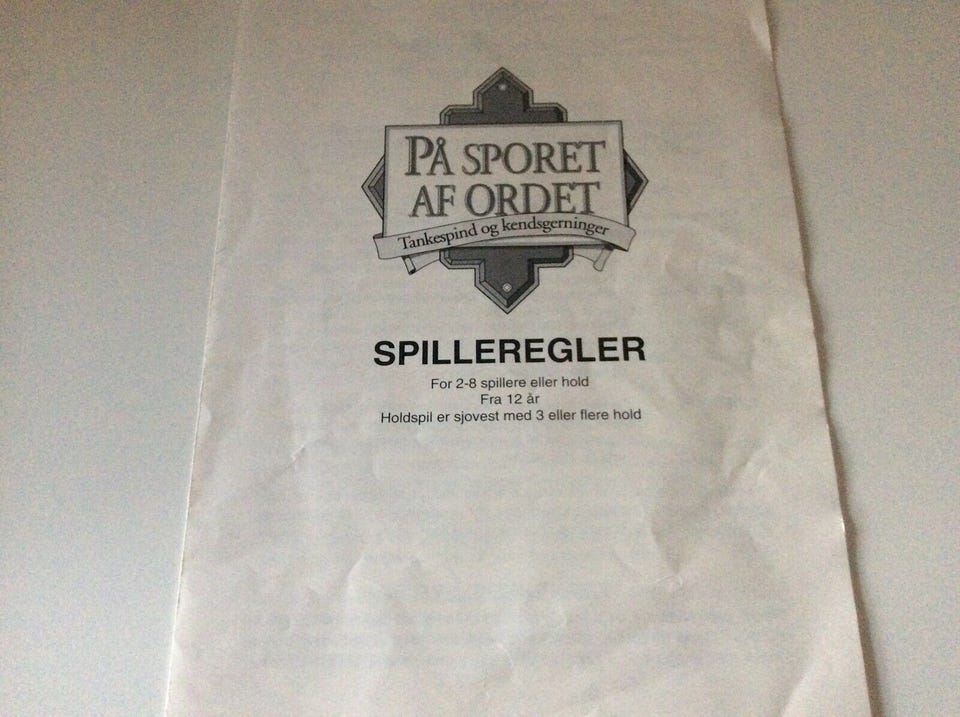 PÅ SPORET
AF ORDET
Tankespind og kendsgerninger
SPILLEREGLER
For 2-8 spillere eller hold
Fra 12 år
Holdspil er sjovest med 3 eller flere hold